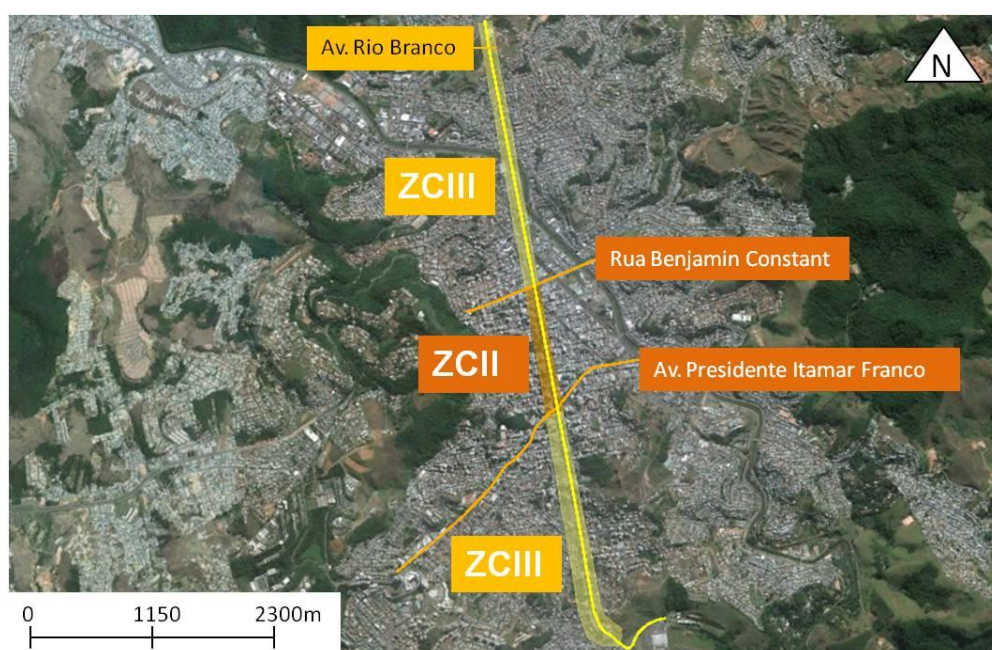 Av. Rio Branco
N
ZCIII
Rua Benjamin Constant
ZCII
Av. Presidente Itamar Franco
ZCIII
0 1150 2300m